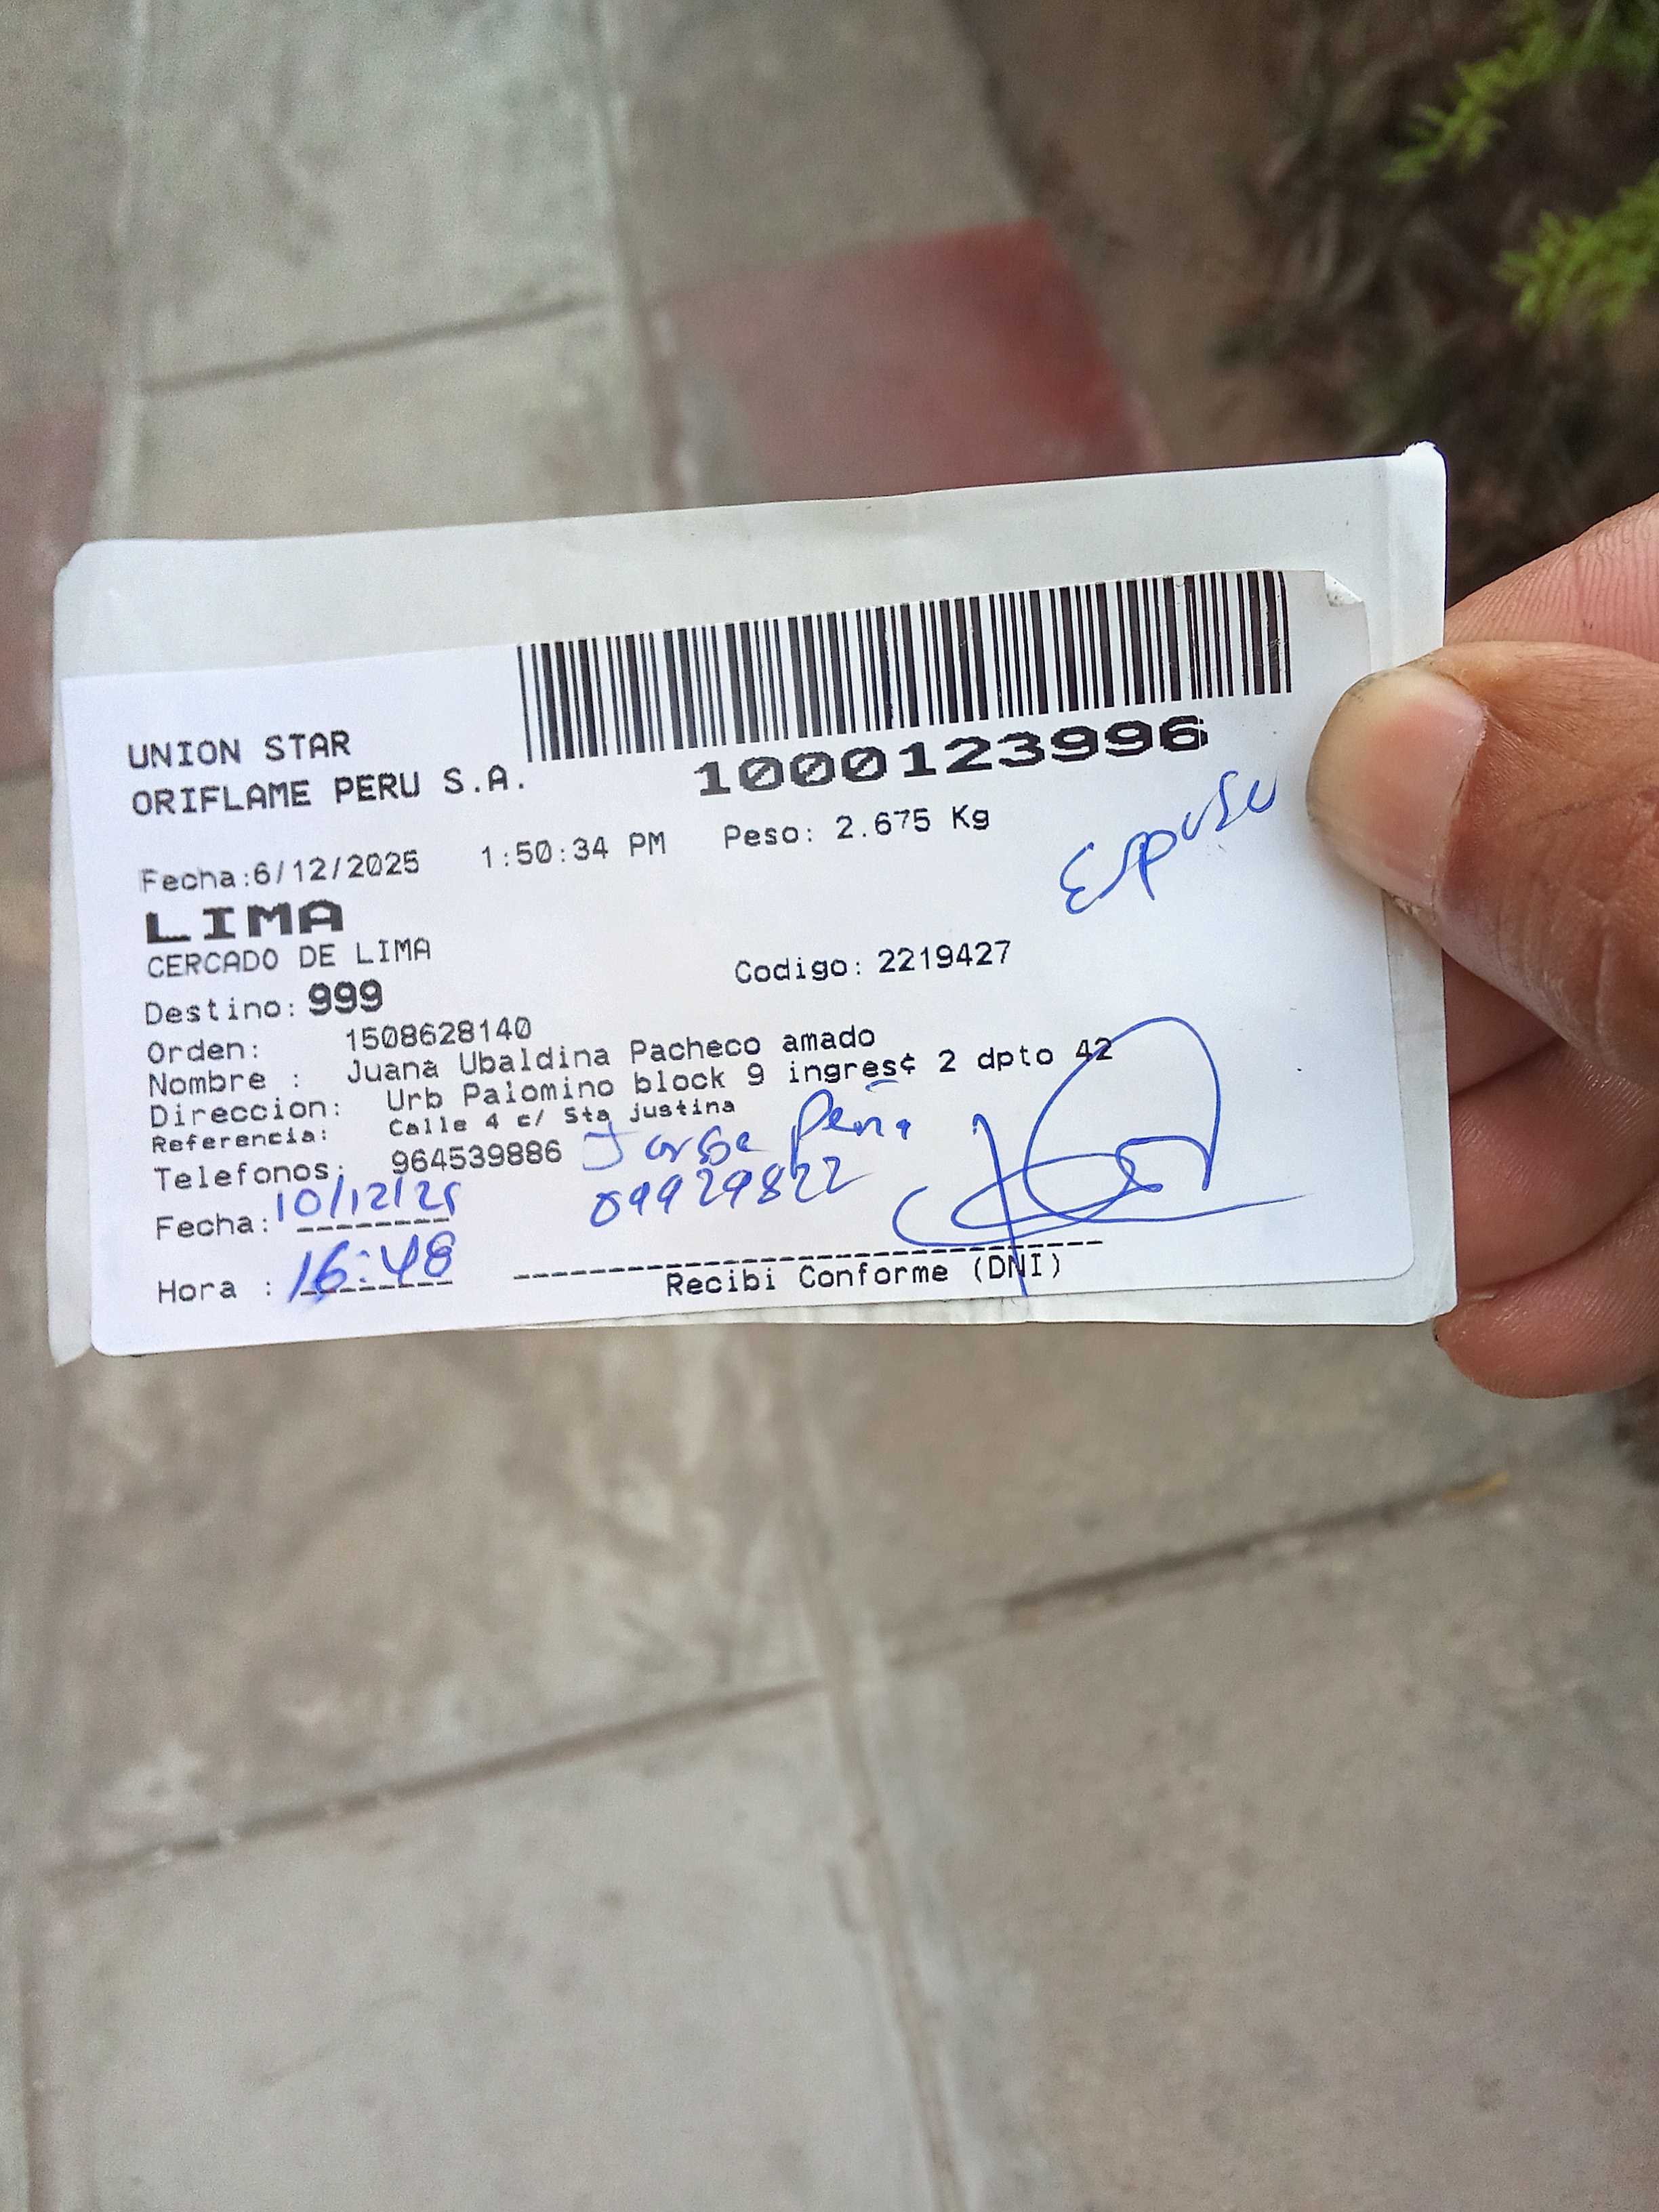 UNION STAR
ORIFLAME PERU S.A.
1000123996
Fecha:6/12/2025 1:50:34 PM Peso: 2.675 Kg
Esposo
LIMA
CERCADO DE LIMA
Codigo: 2219427
Destino: 999
Orden: 1508628140
Nombre : Juana Ubaldina Pacheco amado
Direccion: Urb Palomino block 9 ingres¢ 2 dpto 42
Referencia: Calle 4 c/ Sta justina
Telefonos: 964539886
Jorge Peña
09929822
Fecha: 10/12/25
Hora : 16:48
Recibi Conforme (DNI)